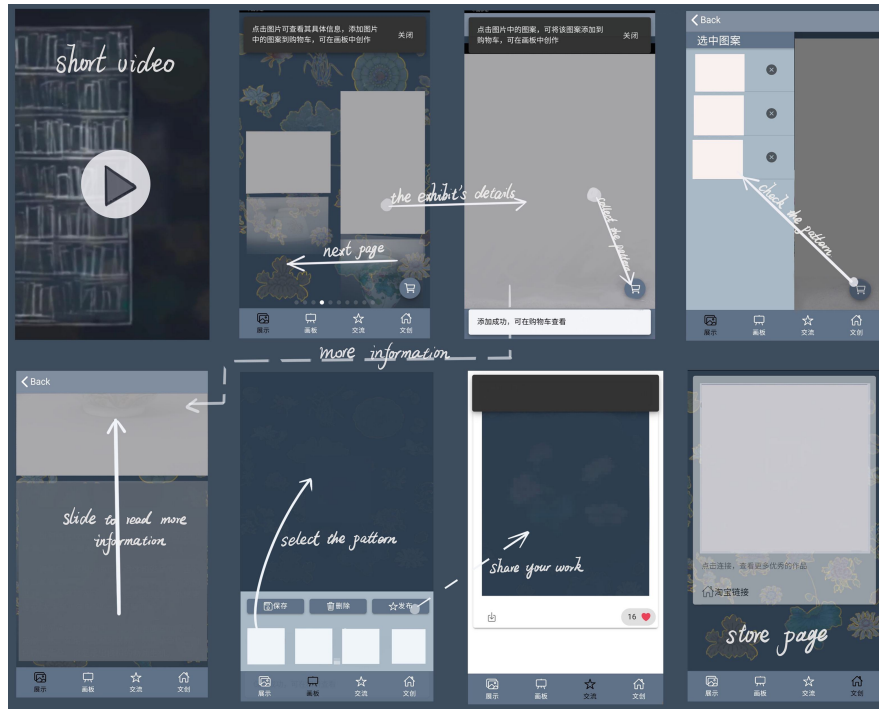 short video
点击图片可查看其具体信息，添加图片
中的图案到购物车，可在画板中创作
关闭
the exhibit's details
next page
展示
画板
交流
文创
点击图片中的图案，可将该图案添加到
购物车，可在画板中创作
关闭
collect the pattern
添加成功，可在购物车查看
展示
画板
交流
文创
Back
选中图案
check the pattern
展示
画板
交流
文创
more information
Back
slide to read more
information
展示
画板
交流
文创
select the pattern
保存
删除
发布
展示
画板
交流
文创
share your work
16
展示
画板
交流
文创
点击连接，查看更多优秀的作品
淘宝链接
store page
展示
画板
交流
文创